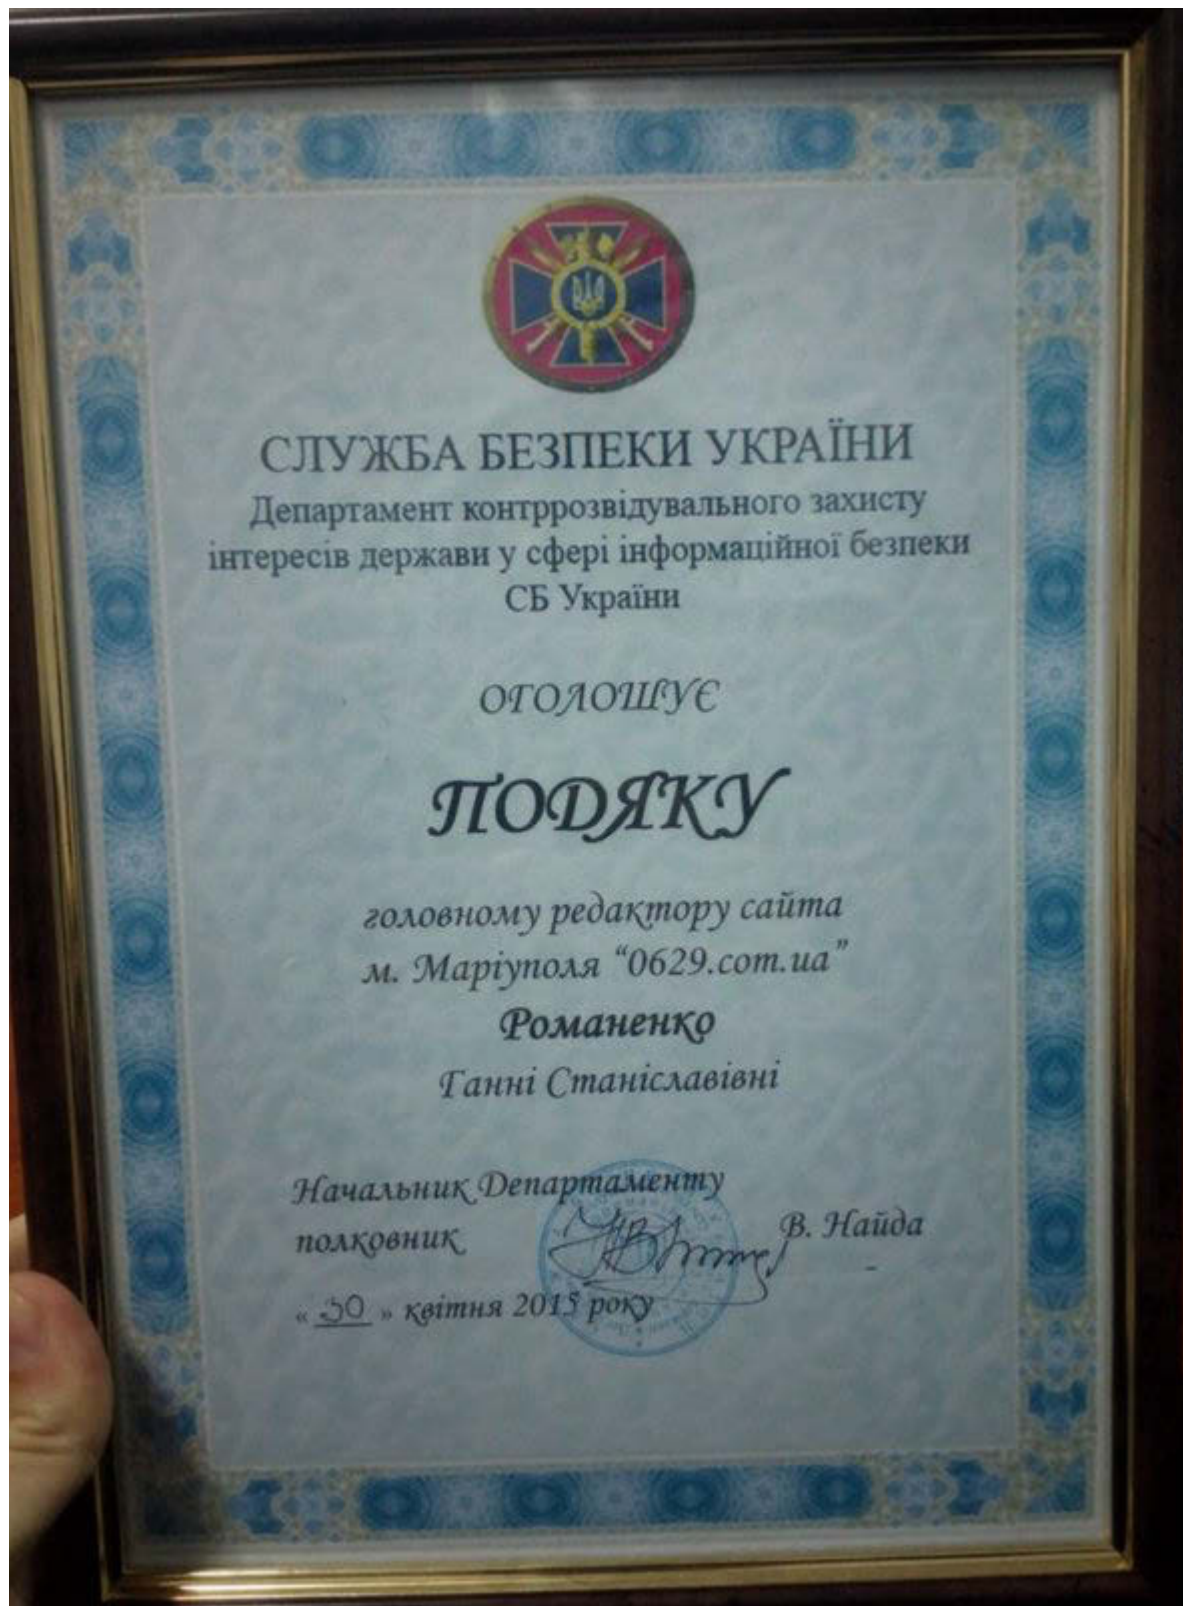 СЛУЖБА БЕЗПЕКИ УКРАЇНИ
Департамент контррозвідувального захисту
інтересів держави у сфері інформаційної безпеки
СБ України
ОГОЛОШУЄ
ПОДЯКУ
головному редактору сайта
м. Маріуполя “0629.com.ua”
Романенко
Ганні Станіславівні
Начальник Департаменту
полковник В. Найда
« 30 » квітня 2015 року